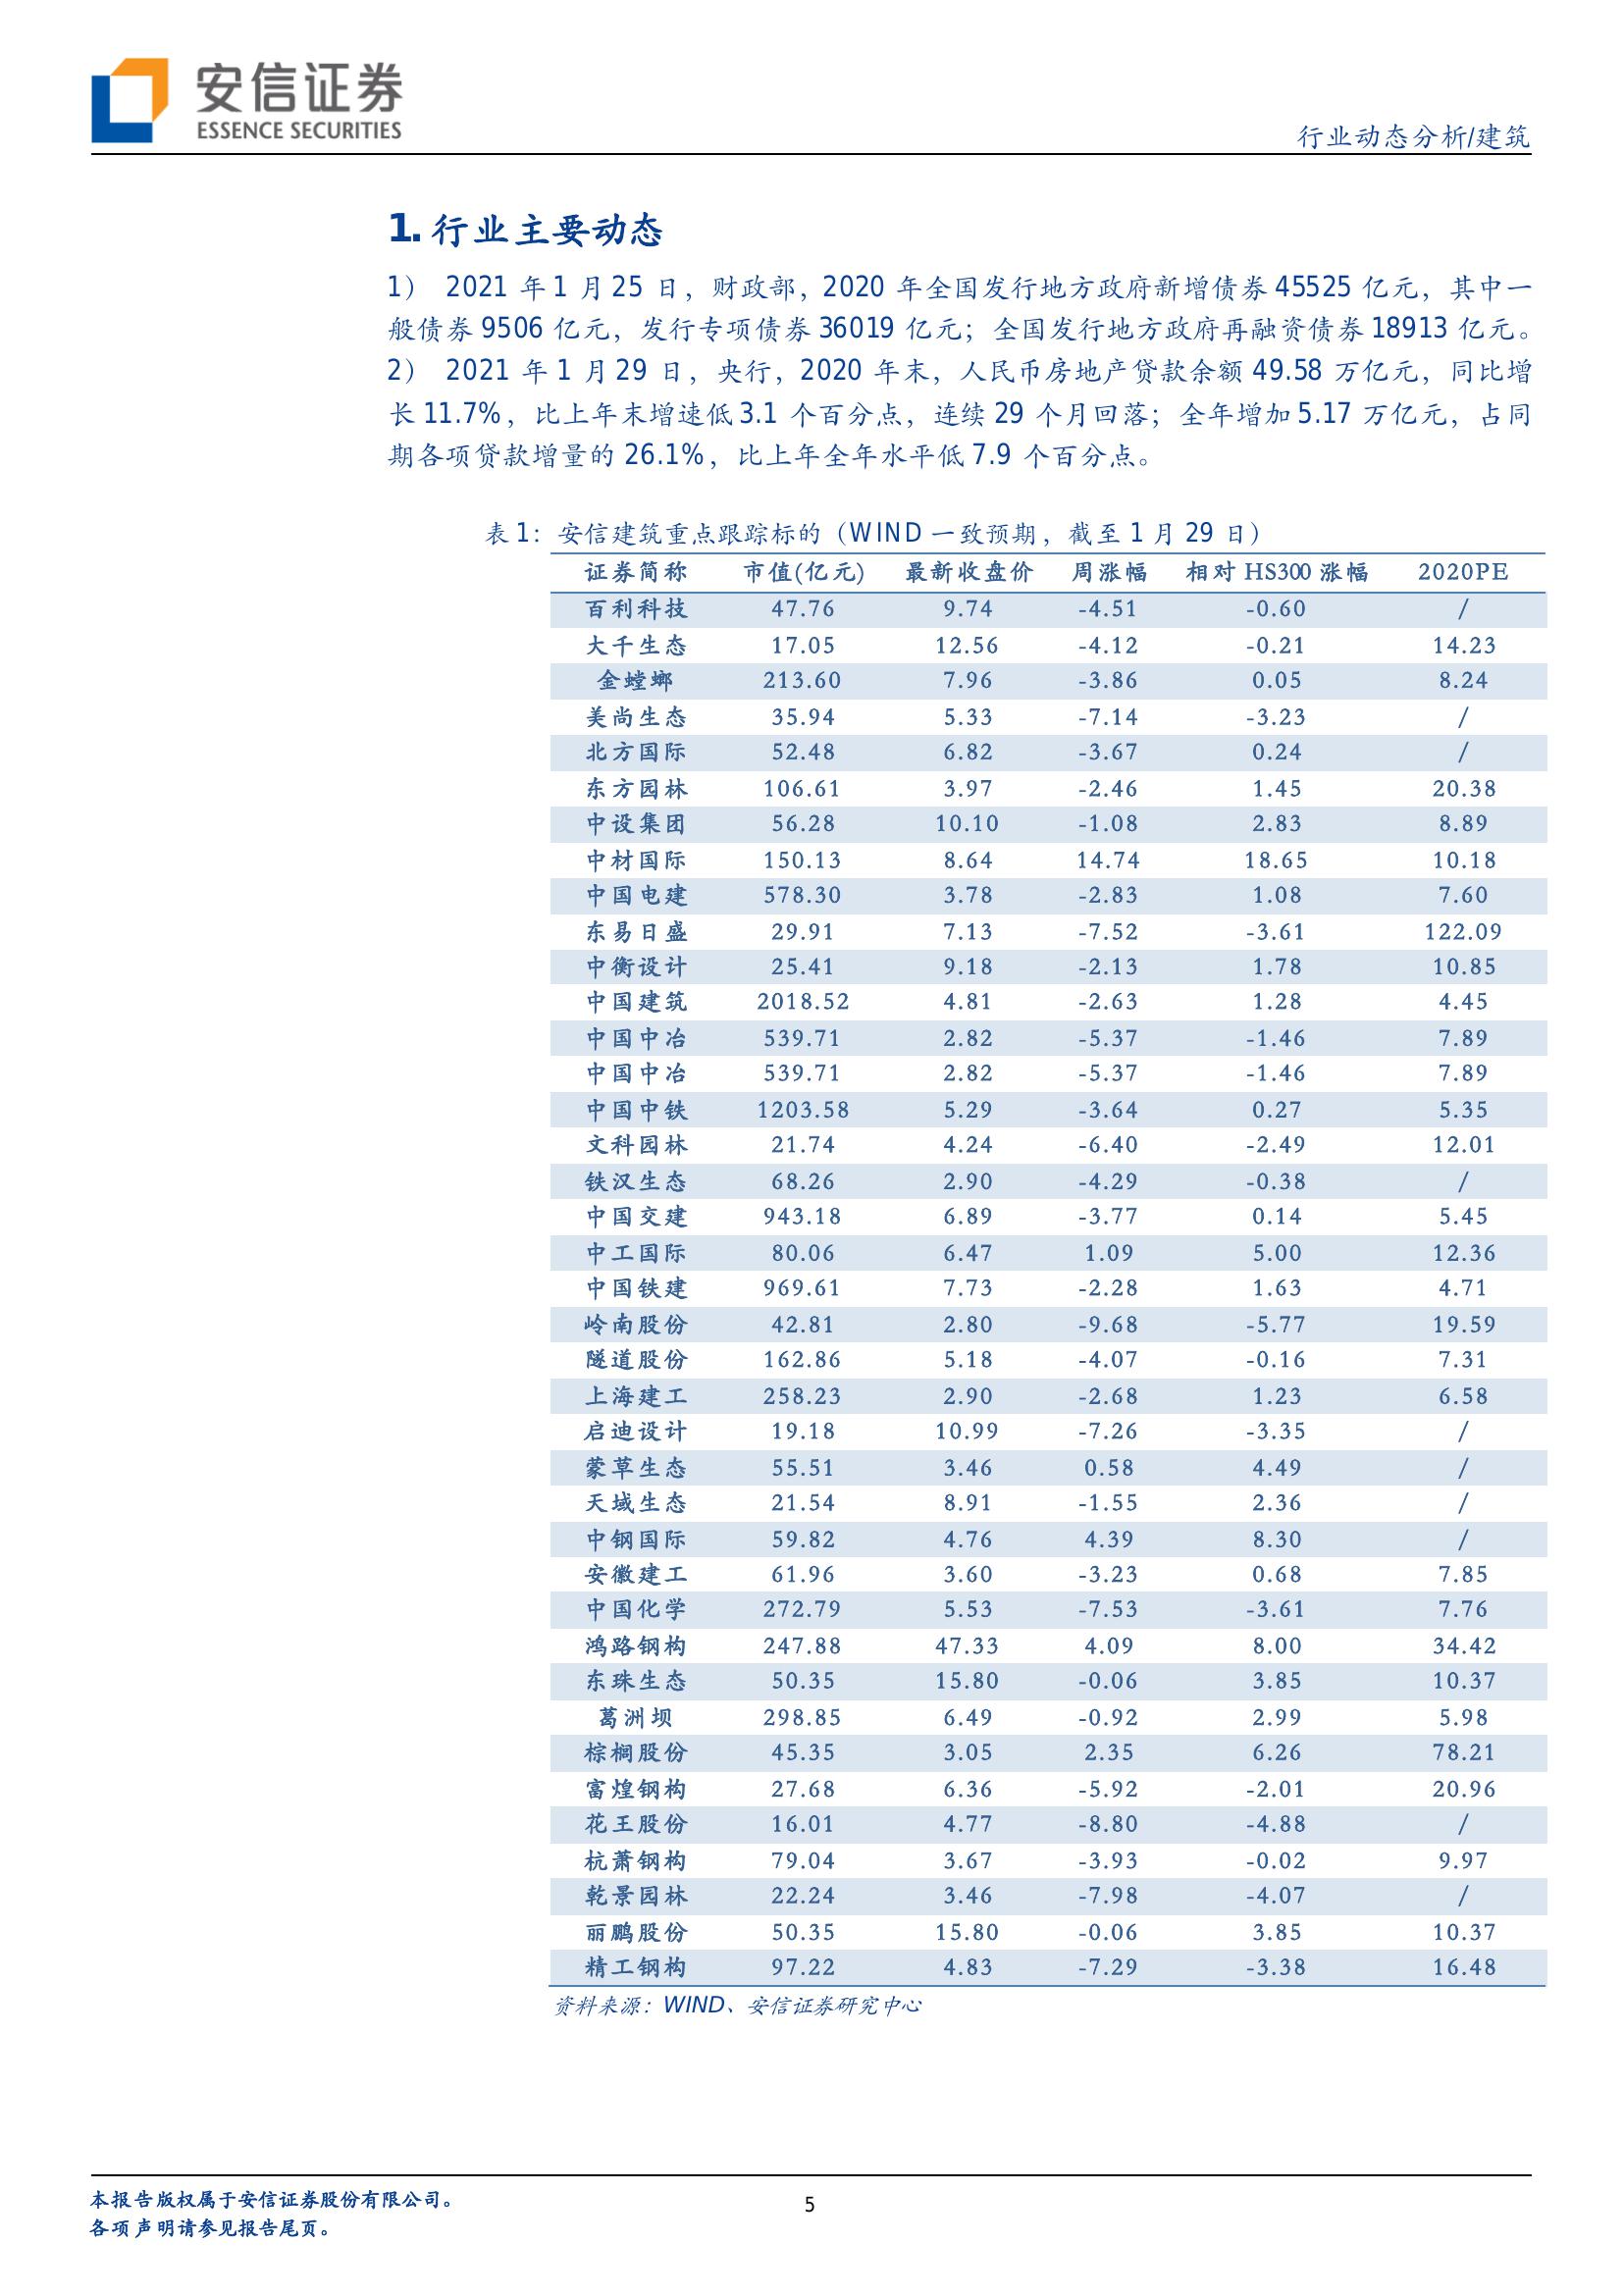 安信证券
ESSENCE SECURITIES
行业动态分析/建筑
1. 行业主要动态
1） 2021 年 1 月 25 日，财政部，2020 年全国发行地方政府新增债券 45525 亿元，其中一
般债券 9506 亿元，发行专项债券 36019 亿元；全国发行地方政府再融资债券 18913 亿元。
2） 2021 年 1 月 29 日，央行，2020 年末，人民币房地产贷款余额 49.58 万亿元，同比增
长 11.7%，比上年末增速低 3.1 个百分点，连续 29 个月回落；全年增加 5.17 万亿元，占同
期各项贷款增量的 26.1%，比上年全年水平低 7.9 个百分点。
表 1：安信建筑重点跟踪标的（WIND 一致预期，截至 1 月 29 日）
证券简称 市值(亿元) 最新收盘价 周涨幅 相对 HS300 涨幅 2020PE
百利科技 47.76 9.74 -4.51 -0.60 /
大千生态 17.05 12.56 -4.12 -0.21 14.23
金螳螂 213.60 7.96 -3.86 0.05 8.24
美尚生态 35.94 5.33 -7.14 -3.23 /
北方国际 52.48 6.82 -3.67 0.24 /
东方园林 106.61 3.97 -2.46 1.45 20.38
中设集团 56.28 10.10 -1.08 2.83 8.89
中材国际 150.13 8.64 14.74 18.65 10.18
中国电建 578.30 3.78 -2.83 1.08 7.60
东易日盛 29.91 7.13 -7.52 -3.61 122.09
中衡设计 25.41 9.18 -2.13 1.78 10.85
中国建筑 2018.52 4.81 -2.63 1.28 4.45
中国中冶 539.71 2.82 -5.37 -1.46 7.89
中国中冶 539.71 2.82 -5.37 -1.46 7.89
中国中铁 1203.58 5.29 -3.64 0.27 5.35
文科园林 21.74 4.24 -6.40 -2.49 12.01
铁汉生态 68.26 2.90 -4.29 -0.38 /
中国交建 943.18 6.89 -3.77 0.14 5.45
中工国际 80.06 6.47 1.09 5.00 12.36
中国铁建 969.61 7.73 -2.28 1.63 4.71
岭南股份 42.81 2.80 -9.68 -5.77 19.59
隧道股份 162.86 5.18 -4.07 -0.16 7.31
上海建工 258.23 2.90 -2.68 1.23 6.58
启迪设计 19.18 10.99 -7.26 -3.35 /
蒙草生态 55.51 3.46 0.58 4.49 /
天域生态 21.54 8.91 -1.55 2.36 /
中钢国际 59.82 4.76 4.39 8.30 /
安徽建工 61.96 3.60 -3.23 0.68 7.85
中国化学 272.79 5.53 -7.53 -3.61 7.76
鸿路钢构 247.88 47.33 4.09 8.00 34.42
东珠生态 50.35 15.80 -0.06 3.85 10.37
葛洲坝 298.85 6.49 -0.92 2.99 5.98
棕榈股份 45.35 3.05 2.35 6.26 78.21
富煌钢构 27.68 6.36 -5.92 -2.01 20.96
花王股份 16.01 4.77 -8.80 -4.88 /
杭萧钢构 79.04 3.67 -3.93 -0.02 9.97
乾景园林 22.24 3.46 -7.98 -4.07 /
丽鹏股份 50.35 15.80 -0.06 3.85 10.37
精工钢构 97.22 4.83 -7.29 -3.38 16.48
资料来源：WIND、安信证券研究中心
本报告版权属于安信证券股份有限公司。
各项声明请参见报告尾页。
5